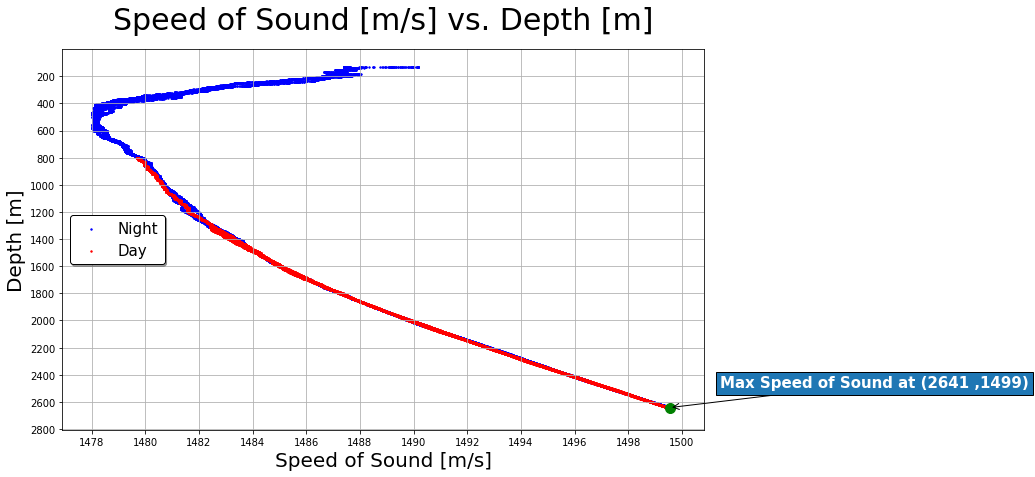 Speed of Sound [m/s] vs. Depth [m]
200
400
600
800
1000
1200
1400
1600
1800
2000
2200
2400
2600
2800
Depth [m]
Night
Day
Max Speed of Sound at (2641 ,1499)
1478 1480 1482 1484 1486 1488 1490 1492 1494 1496 1498 1500
Speed of Sound [m/s]